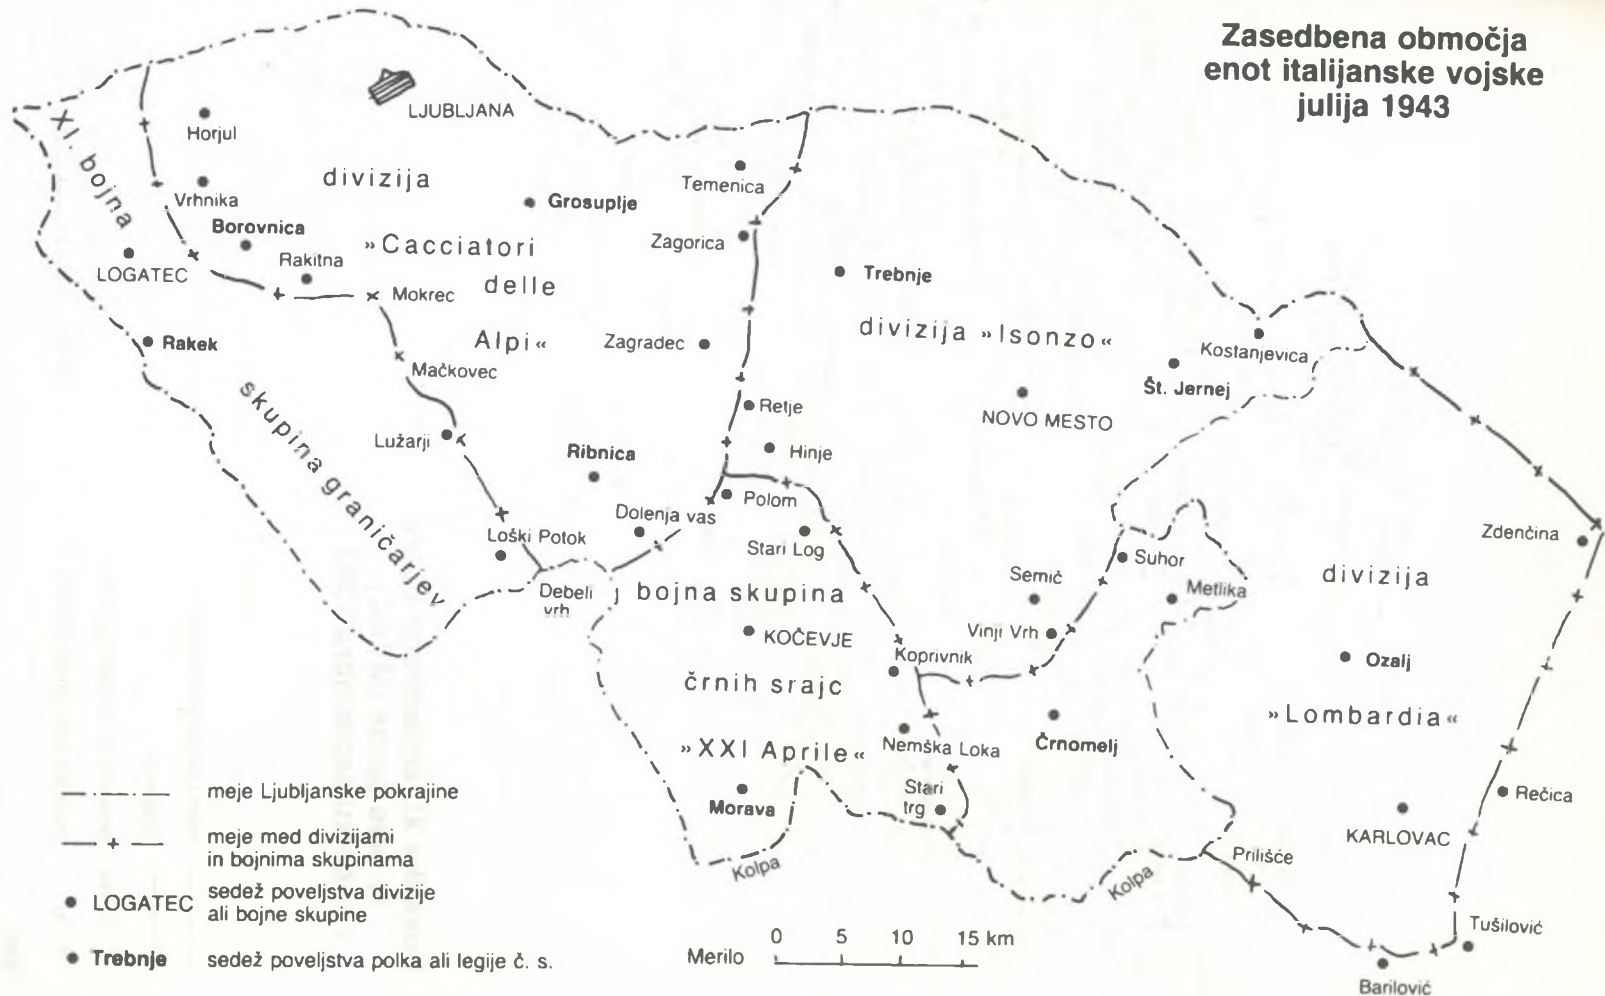 Zasedbena območja
enot italijanske vojske
julija 1943
LJUBLJANA
Horjul
XI. bojna
skupina graničarjev
divizija
»Cacciatori
delle
Alpi«
Vrhnika
Borovnica
Grosuplje
Temenica
Zagorica
LOGATEC
Rakitna
Mokrec
Trebnje
divizija »Isonzo«
Rakek
Zagradec
Mačkovec
Kostanjevica
Št. Jernej
Retje
NOVO MESTO
Lužarji
Ribnica
Hinje
Polom
Dolenja vas
Loški Potok
Stari Log
Zdenčina
Suhor
Semič
Metlika
Debeli
vrh
bojna skupina
črnih srajc
»XXI Aprile«
divizija
»Lombardia«
KOČEVJE
Vinji Vrh
Koprivnik
Ozalj
Nemška Loka
Črnomelj
Morava
Stari
trg
Rečica
KARLOVAC
Kolpa
Kolpa
Prilišće
Tušilović
Barilović
meje Ljubljanske pokrajine
meje med divizijami
in bojnima skupinama
LOGATEC sedež poveljstva divizije
ali bojne skupine
Trebnje sedež poveljstva polka ali legije č. s.
Merilo 0 5 10 15 km